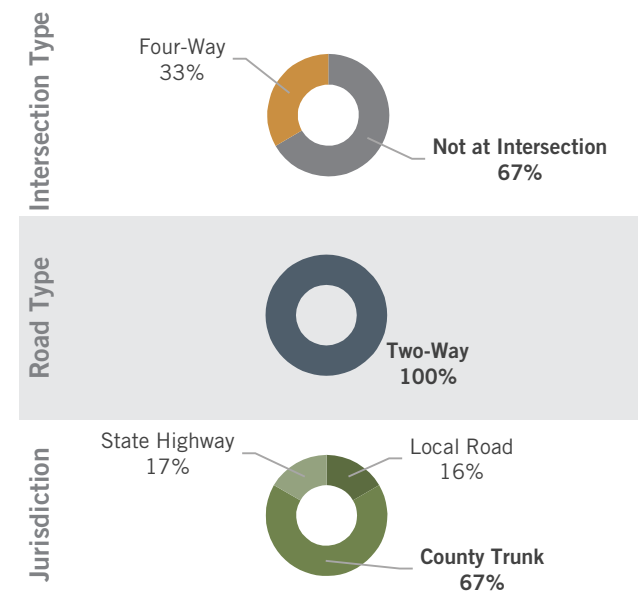 Intersection Type
Four-Way
33%
Not at Intersection
67%
Road Type
Two-Way
100%
Jurisdiction
State Highway
17%
Local Road
16%
County Trunk
67%